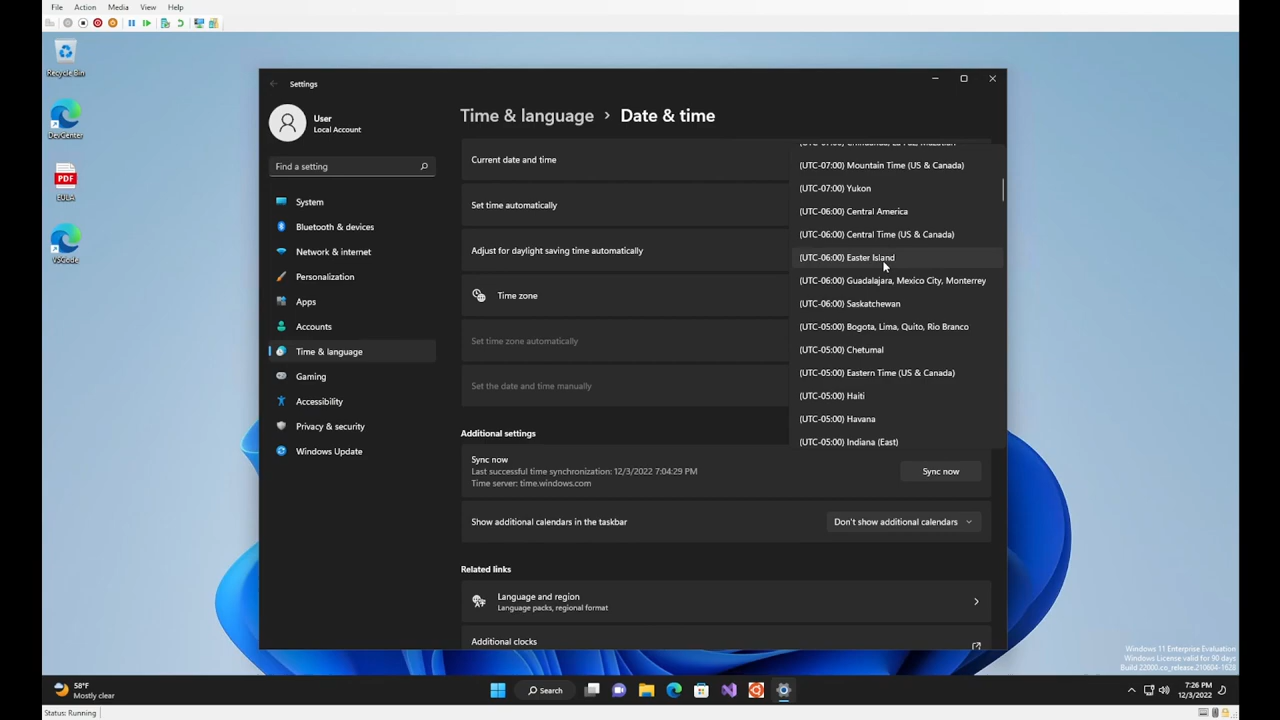 File Action Media View Help
Recycle Bin
DevCenter
PDF
EULA
VSCode
Settings
User
Local Account
Find a setting
System
Bluetooth & devices
Network & internet
Personalization
Apps
Accounts
Time & language
Gaming
Accessibility
Privacy & security
Windows Update
Time & language > Date & time
Current date and time
Set time automatically
Adjust for daylight saving time automatically
Time zone
Set time zone automatically
Set the date and time manually
(UTC-07:00) Mountain Time (US & Canada)
(UTC-07:00) Yukon
(UTC-06:00) Central America
(UTC-06:00) Central Time (US & Canada)
(UTC-06:00) Easter Island
(UTC-06:00) Guadalajara, Mexico City, Monterrey
(UTC-06:00) Saskatchewan
(UTC-05:00) Bogota, Lima, Quito, Rio Branco
(UTC-05:00) Chetumal
(UTC-05:00) Eastern Time (US & Canada)
(UTC-05:00) Haiti
(UTC-05:00) Havana
(UTC-05:00) Indiana (East)
Additional settings
Sync now
Last successful time synchronization: 12/3/2022 7:04:29 PM
Time server: time.windows.com
Sync now
Show additional calendars in the taskbar
Don't show additional calendars
Related links
Language and region
Language packs, regional format
Additional clocks
Windows 11 Enterprise Evaluation
Windows License valid for 90 days
Build 22000.co_release.210604-1628
58°F
Mostly clear
Search
7:26 PM
12/3/2022
Status: Running